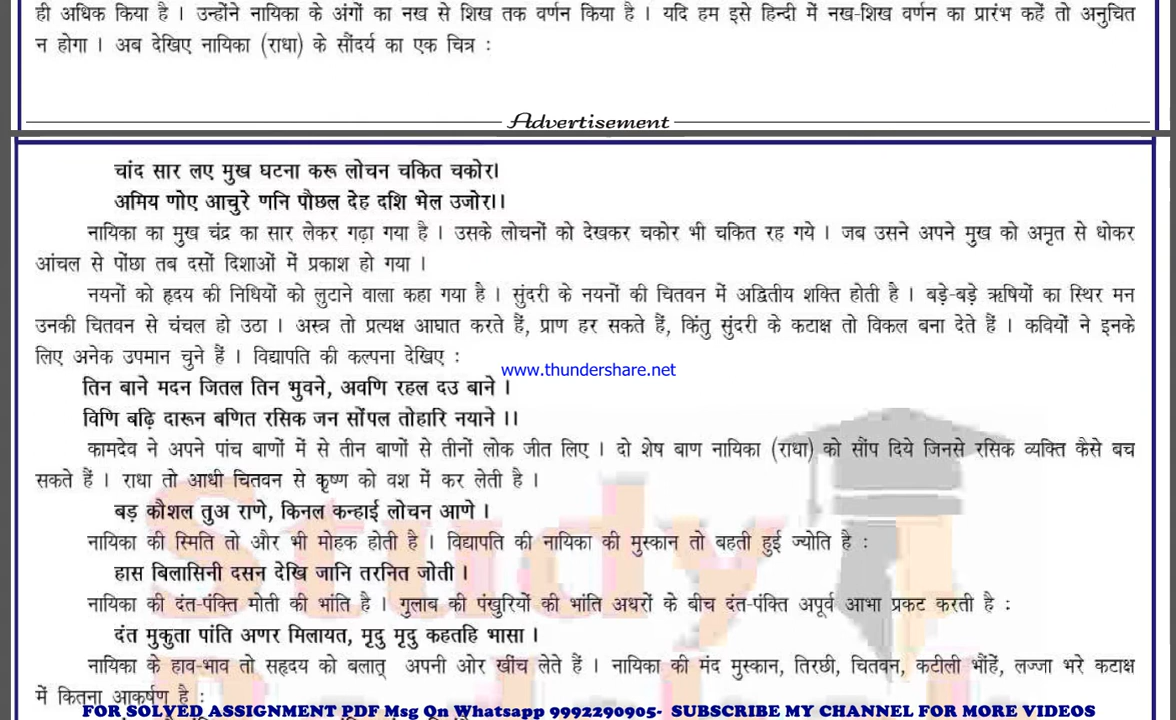 ही अधिक किया है । उन्होंने नायिका के अंगों का नख से शिख तक वर्णन किया है । यदि हम इसे हिन्दी में नख-शिख वर्णन का प्रारंभ कहें तो अनुचित
न होगा । अब देखिए नायिका (राधा) के सौंदर्य का एक चित्र :
Advertisement
चांद सार लए मुख घटना करू लोचन चकित चकोर।
अमिय णोए आचुरे णनि पौछल देह दशि भेल उजोर।।
नायिका का मुख चंद्र का सार लेकर गढ़ा गया है । उसके लोचनों को देखकर चकोर भी चकित रह गये । जब उसने अपने मुख को अमृत से धोकर
आंचल से पोंछा तब दसों दिशाओं में प्रकाश हो गया ।
नयनों को हृदय की निधियों को लुटाने वाला कहा गया है । सुंदरी के नयनों की चितवन में अद्वितीय शक्ति होती है । बड़े-बड़े ऋषियों का स्थिर मन
उनकी चितवन से चंचल हो उठा । अस्त्र तो प्रत्यक्ष आघात करते हैं, प्राण हर सकते हैं, किंतु सुंदरी के कटाक्ष तो विकल बना देते हैं । कवियों ने इनके
लिए अनेक उपमान चुने हैं । विद्यापति की कल्पना देखिए :
www.thundershare.net
तिन बाने मदन जितल तिन भुवने, अवणि रहल दउ बाने ।
विणि बढ़ि दारून बणित रसिक जन सोंपल तोहारि नयाने ।।
कामदेव ने अपने पांच बाणों में से तीन बाणों से तीनों लोक जीत लिए । दो शेष बाण नायिका (राधा) को सौंप दिये जिनसे रसिक व्यक्ति कैसे बच
सकते हैं । राधा तो आधी चितवन से कृष्ण को वश में कर लेती है ।
बड़ कौशल तुअ राणे, किनल कन्हाई लोचन आणे ।
नायिका की स्मिति तो और भी मोहक होती है । विद्यापति की नायिका की मुस्कान तो बहती हुई ज्योति है :
हास बिलासिनी दसन देखि जानि तरनित जोती ।
नायिका की दंत-पंक्ति मोती की भांति है । गुलाब की पंखुरियों की भांति अधरों के बीच दंत-पंक्ति अपूर्व आभा प्रकट करती है :
दंत मुकुता पांति अणर मिलायत, मृदु मृदु कहतहि भासा ।
नायिका के हाव-भाव तो सहृदय को बलात् अपनी ओर खींच लेते हैं । नायिका की मंद मुस्कान, तिरछी, चितवन, कटीली भौंहें, लज्जा भरे कटाक्ष
में कितना आकर्षण है :
FOR SOLVED ASSIGNMENT PDF Msg On Whatsapp 9992290905- SUBSCRIBE MY CHANNEL FOR MORE VIDEOS